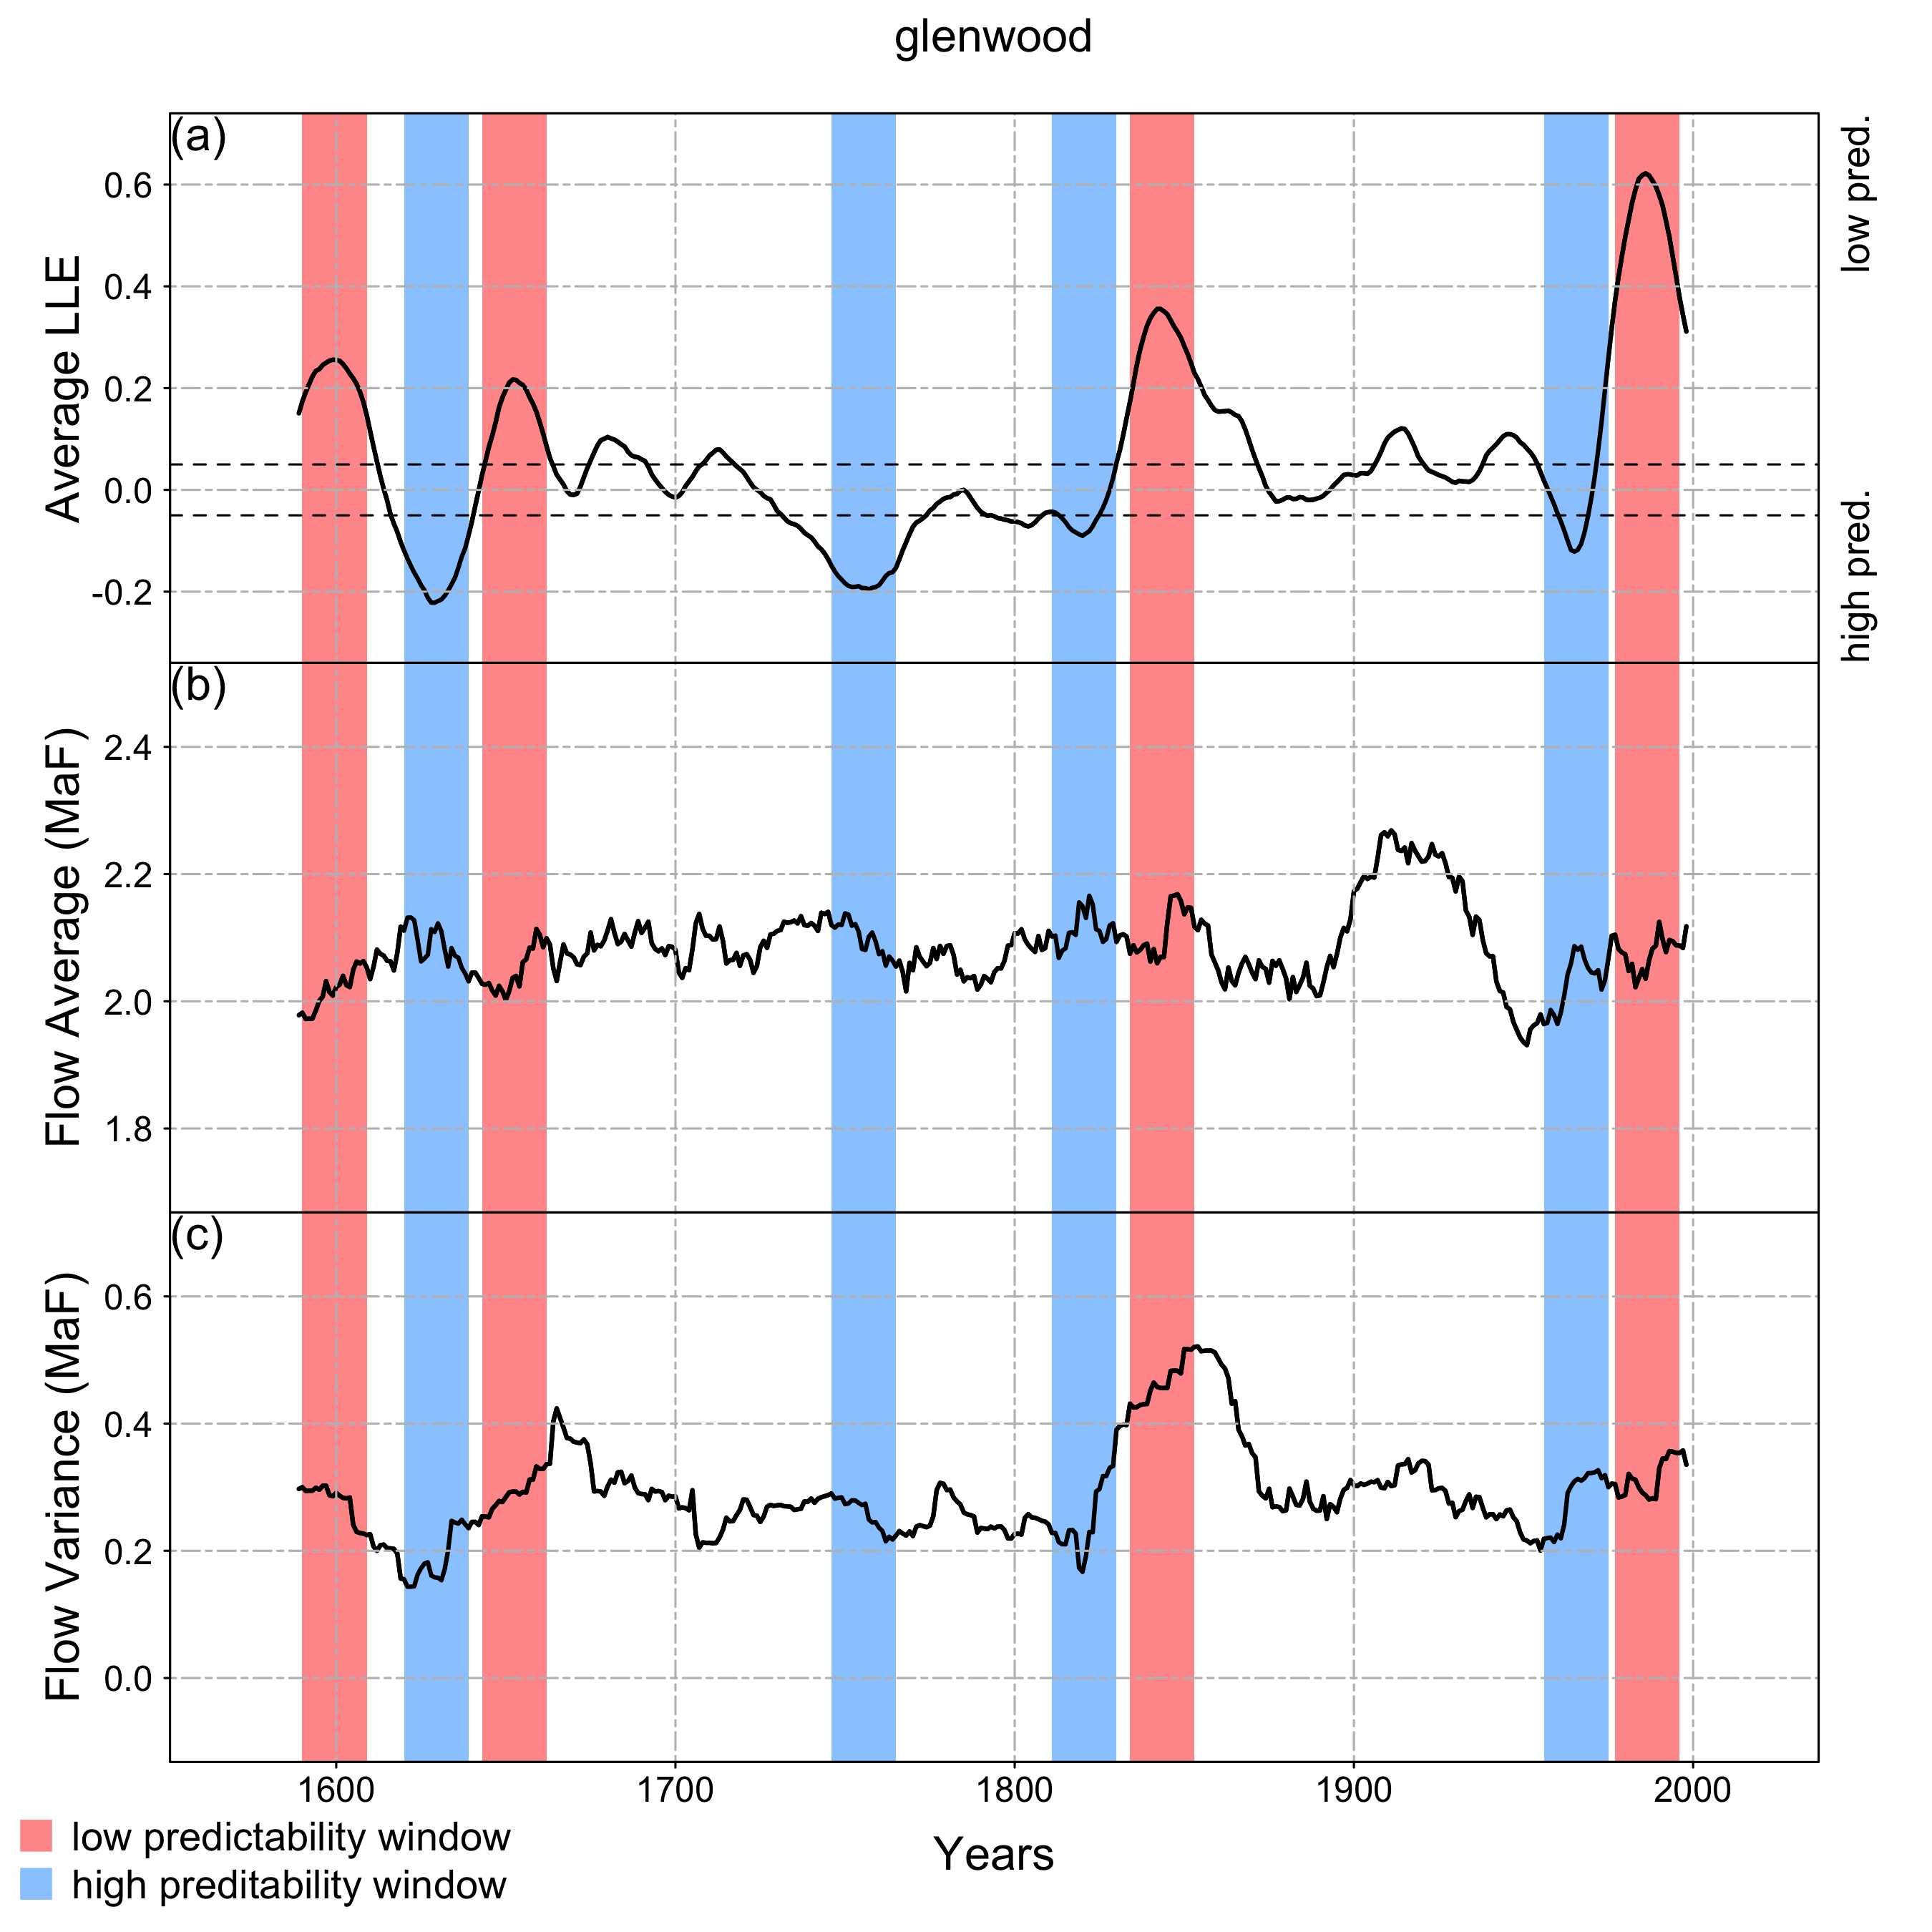 glenwood
(a)
0.6
0.4
0.2
0.0
-0.2
Average LLE
low pred.
high pred.
(b)
2.4
2.2
2.0
1.8
Flow Average (MaF)
(c)
0.6
0.4
0.2
0.0
Flow Variance (MaF)
1600 1700 1800 1900 2000
Years
low predictability window
high preditability window